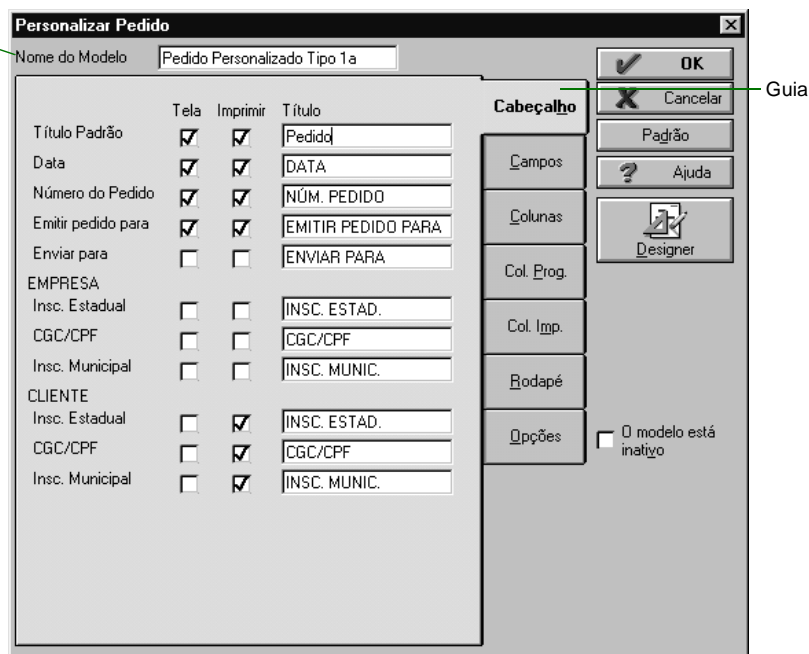 Personalizar Pedido
Nome do Modelo Pedido Personalizado Tipo 1a
Tela Imprimir Título
Título Padrão Pedido
Data DATA
Número do Pedido NÚM. PEDIDO
Emitir pedido para EMITIR PEDIDO PARA
Enviar para ENVIAR PARA
EMPRESA
Insc. Estadual INSC. ESTAD.
CGC/CPF CGC/CPF
Insc. Municipal INSC. MUNIC.
CLIENTE
Insc. Estadual INSC. ESTAD.
CGC/CPF CGC/CPF
Insc. Municipal INSC. MUNIC.
Cabeçalho
Campos
Colunas
Col. Prog.
Col. Imp.
Rodapé
Opções
OK
Cancelar
Padrão
Ajuda
Designer
O modelo está
inativo
Guia